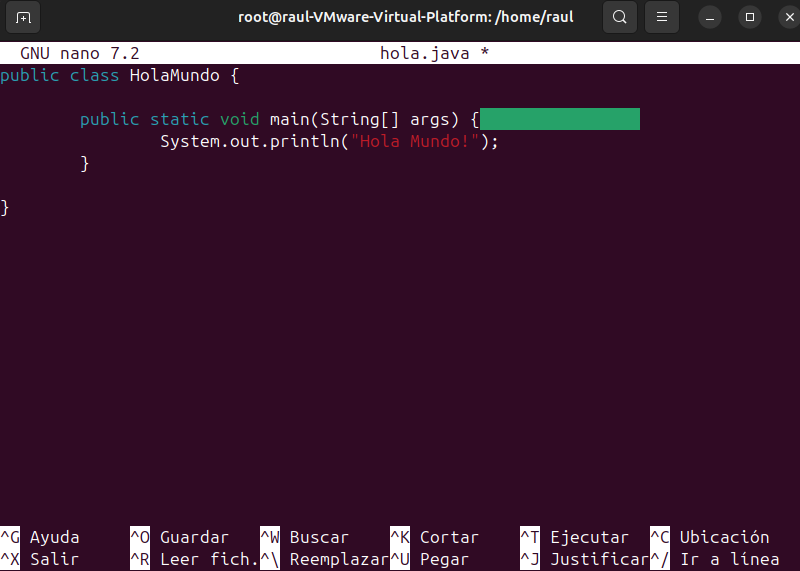 root@raul-VMware-Virtual-Platform: /home/raul
GNU nano 7.2 hola.java *
public class HolaMundo {
public static void main(String[] args) {
System.out.println("Hola Mundo!");
}
}
^G Ayuda ^O Guardar ^W Buscar ^K Cortar ^T Ejecutar ^C Ubicación
^X Salir ^R Leer fich. ^\ Reemplazar ^U Pegar ^J Justificar ^/ Ir a línea